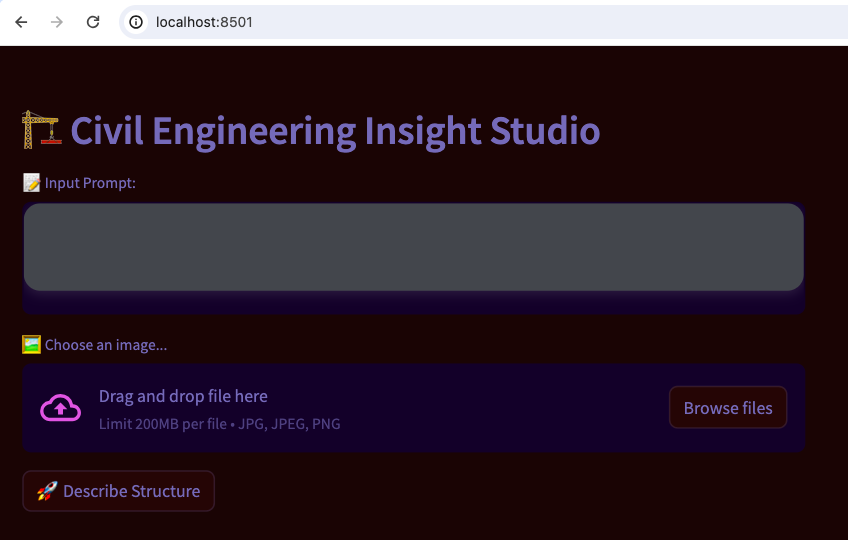 localhost:8501
🏗️ Civil Engineering Insight Studio
📝 Input Prompt:
🖼️ Choose an image...
Drag and drop file here
Limit 200MB per file • JPG, JPEG, PNG
Browse files
🚀 Describe Structure